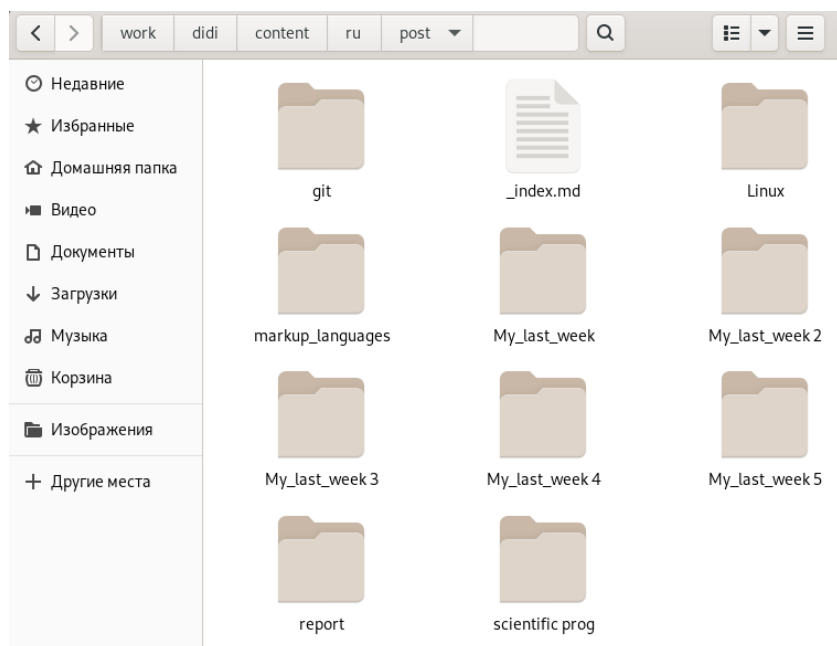 work didi content ru post
Недавние
Избранные
Домашняя папка
Видео
Документы
Загрузки
Музыка
Корзина
Изображения
Другие места
git _index.md Linux
markup_languages My_last_week My_last_week 2
My_last_week 3 My_last_week 4 My_last_week 5
report scientific prog